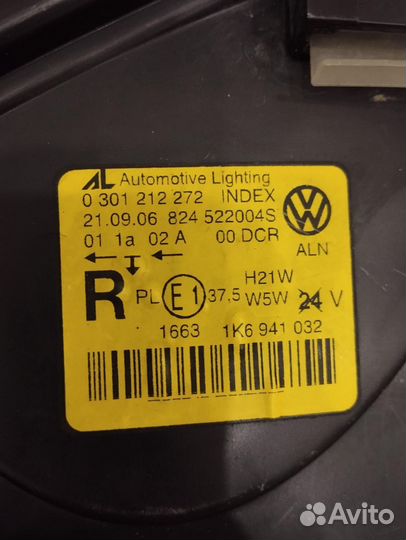 AL Automotive Lighting
0 301 212 272 INDEX
21.09.06 824 522004S
01 1a 02 A 00 DCR
ALN
R PL E1 37,5 H21W W5W 24 V
1663 1K6 941 032
Avito